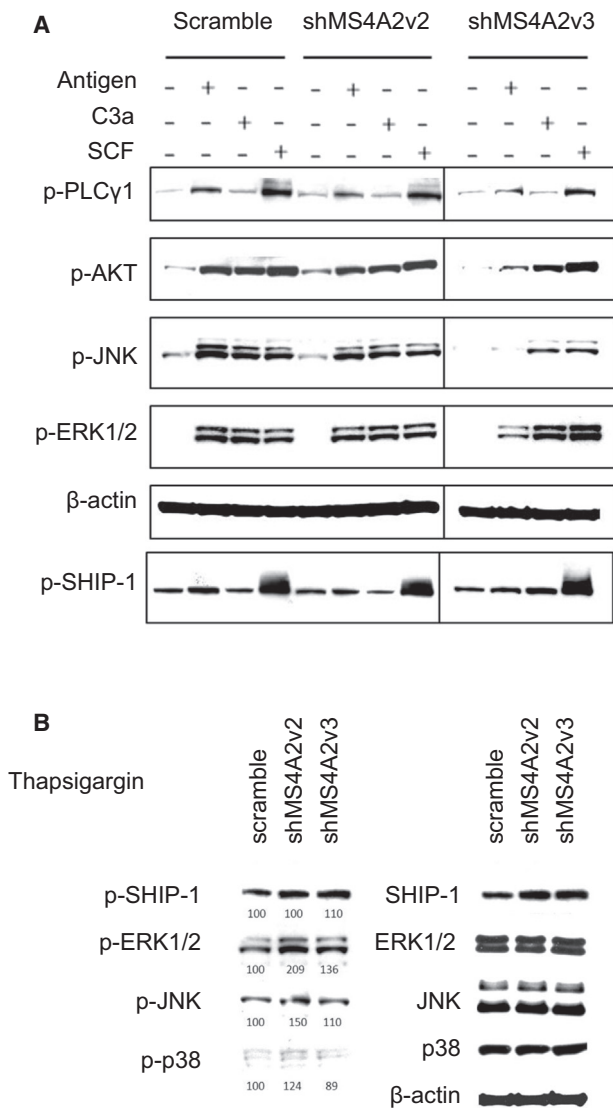 A
Scramble shMS4A2v2 shMS4A2v3
Antigen - + - - - + - - - + - -
C3a - - + - - - + - - - + -
SCF - - - + - - - + - - - +
p-PLCγ1
p-AKT
p-JNK
p-ERK1/2
β-actin
p-SHIP-1
B
Thapsigargin
scramble shMS4A2v2 shMS4A2v3 scramble shMS4A2v2 shMS4A2v3
p-SHIP-1 SHIP-1
100 100 110
p-ERK1/2 ERK1/2
100 209 136
p-JNK JNK
100 150 110
p-p38 p38
100 124 89
β-actin